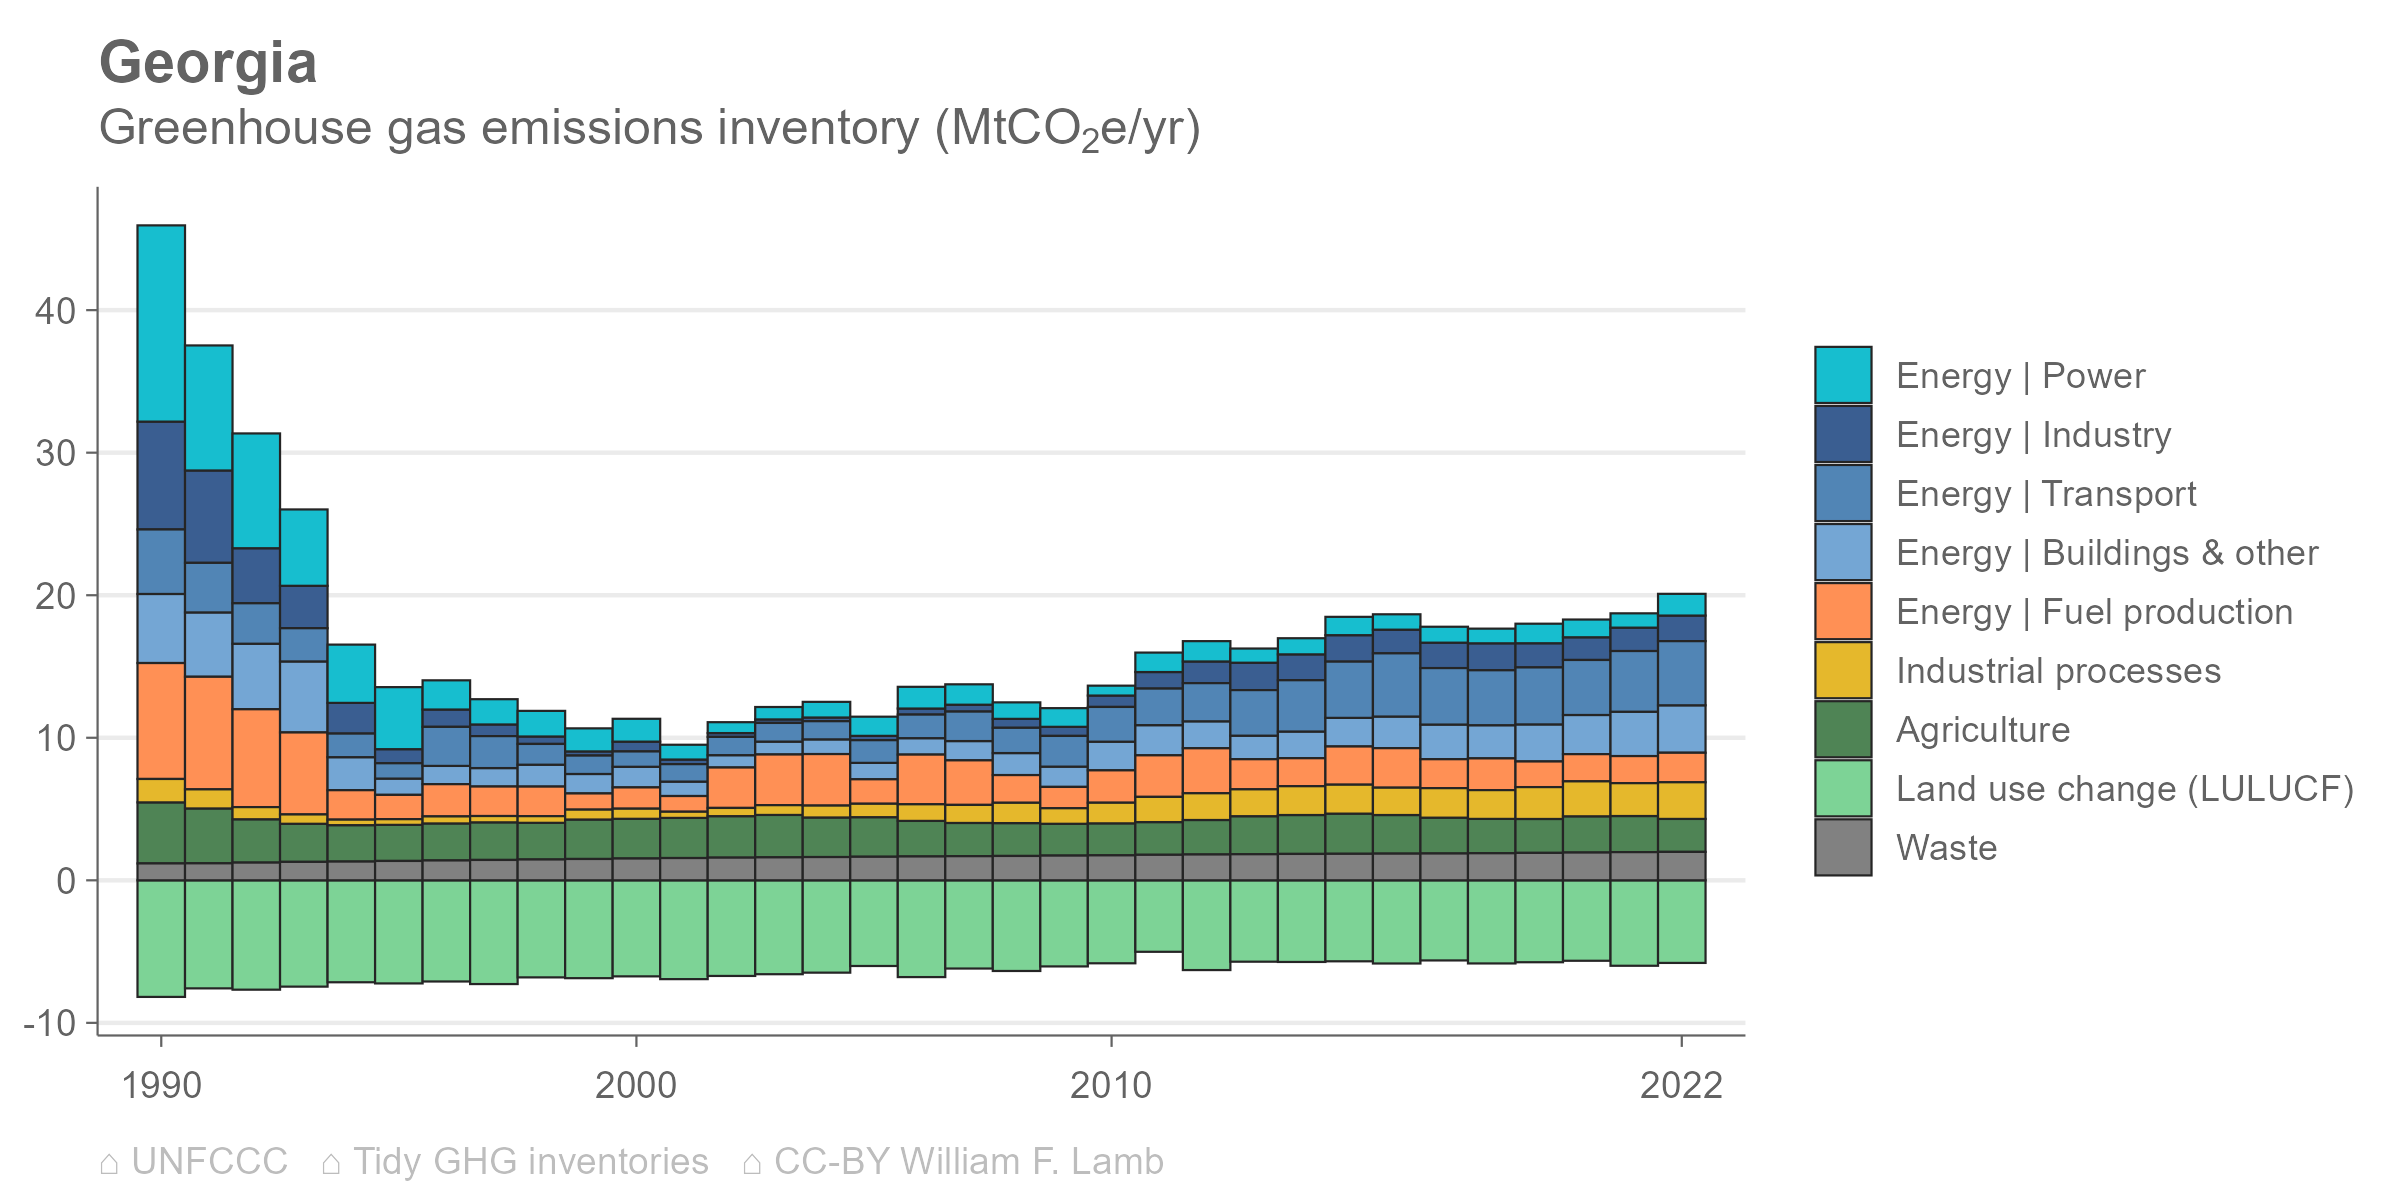 Georgia
Greenhouse gas emissions inventory (MtCO₂e/yr)
40
30
20
10
0
-10
1990 2000 2010 2022
Energy | Power
Energy | Industry
Energy | Transport
Energy | Buildings & other
Energy | Fuel production
Industrial processes
Agriculture
Land use change (LULUCF)
Waste
⌂ UNFCCC ⌂ Tidy GHG inventories ⌂ CC-BY William F. Lamb